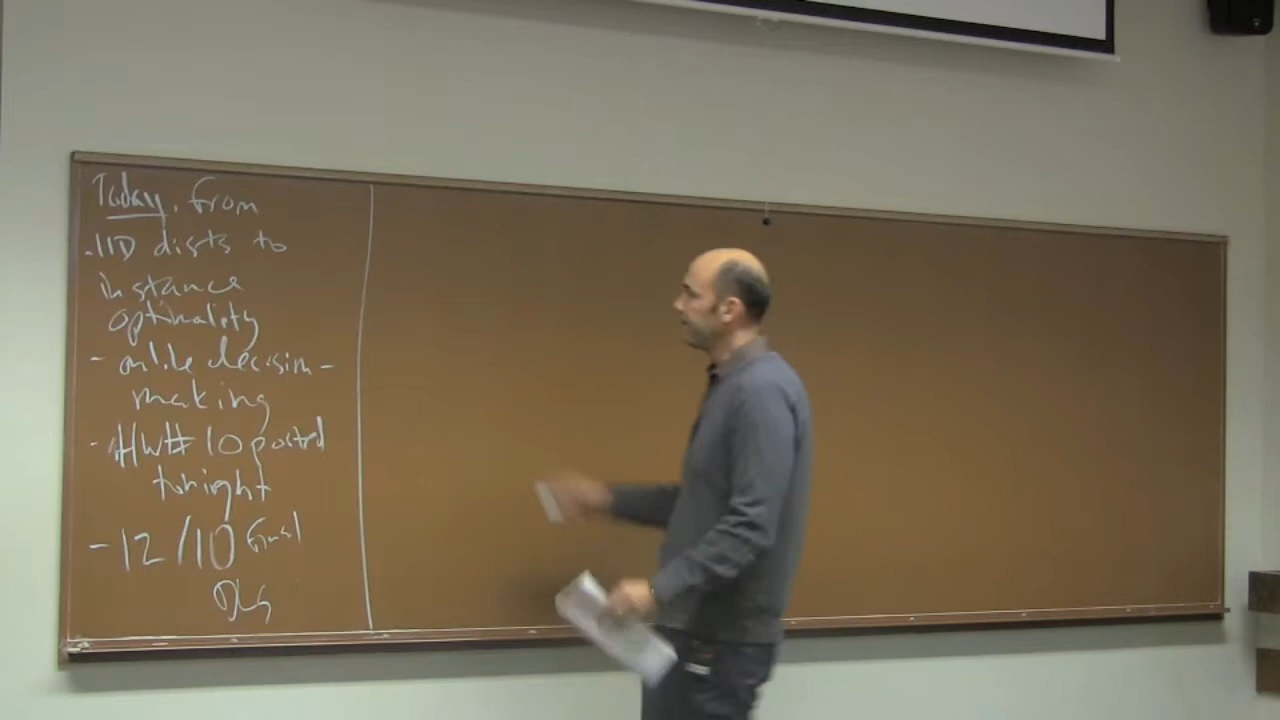 Today. From
.IID dists to
instance
optimality
- online decision-
making
- HW# 10 posted
tonight
- 12/10 final